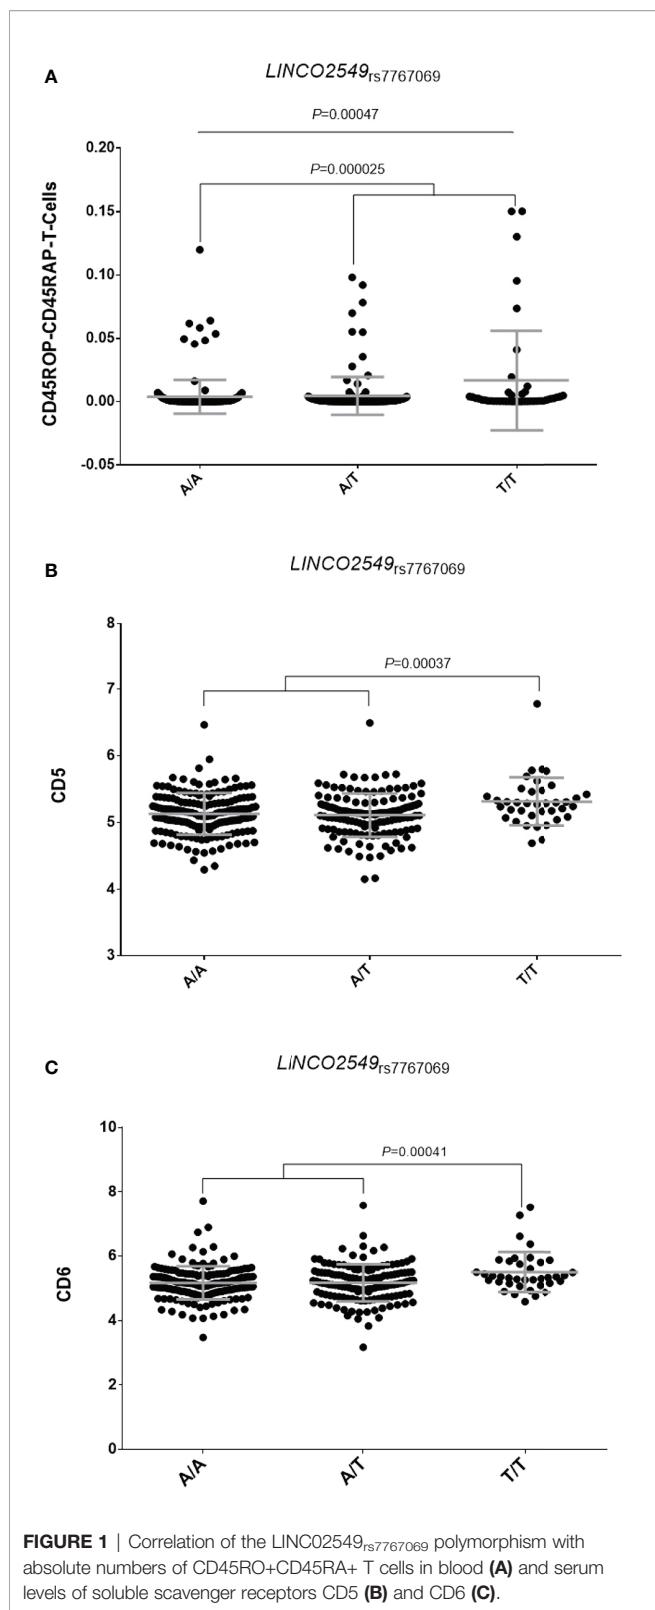 A
LINCO2549rs7767069
P=0.00047
P=0.000025
CD45ROP-CD45RAP-T-Cells
0.20
0.15
0.10
0.05
0.00
-0.05
A/A
A/T
T/T
B
LINCO2549rs7767069
P=0.00037
CD5
8
7
6
5
4
3
A/A
A/T
T/T
C
LINCO2549rs7767069
P=0.00041
CD6
10
8
6
4
2
0
A/A
A/T
T/T
FIGURE 1 | Correlation of the LINC02549rs7767069 polymorphism with
absolute numbers of CD45RO+CD45RA+ T cells in blood (A) and serum
levels of soluble scavenger receptors CD5 (B) and CD6 (C).